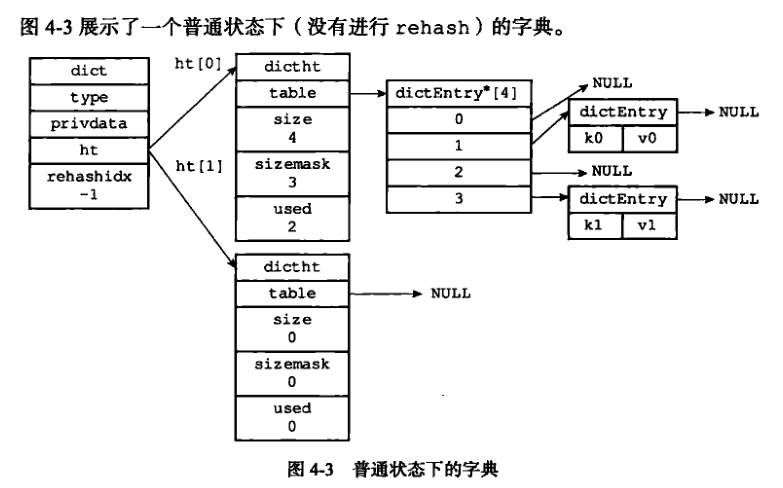 图 4-3 展示了一个普通状态下（没有进行 rehash）的字典。
dict
type
privdata
ht
rehashidx
-1
ht[0]
ht[1]
dictht
table
size
4
sizemask
3
used
2
dictht
table
size
0
sizemask
0
used
0
NULL
dictEntry*[4]
0
1
2
3
NULL
dictEntry
k0 v0
NULL
NULL
dictEntry
k1 v1
NULL
图 4-3 普通状态下的字典